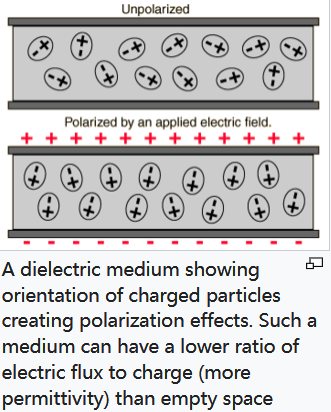 Unpolarized
Polarized by an applied electric field.
+ + + + + + + + + + + +
- - - - - - - - - - - -
A dielectric medium showing
orientation of charged particles
creating polarization effects. Such a
medium can have a lower ratio of
electric flux to charge (more
permittivity) than empty space